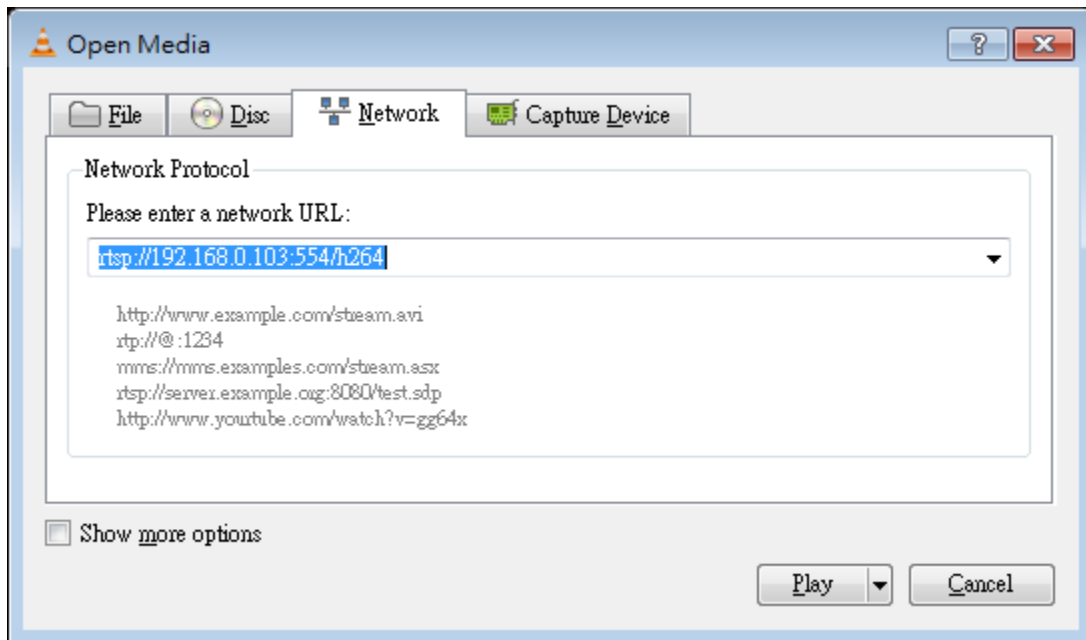 Open Media
?
File Disc Network Capture Device
Network Protocol
Please enter a network URL:
rtsp://192.168.0.103:554/h264
http://www.example.com/stream.avi
rtp://@:1234
mms://mms.examples.com/stream.asx
rtsp://server.example.org:8080/test.sdp
http://www.yourtube.com/watch?v=gg64x
Show more options
Play Cancel